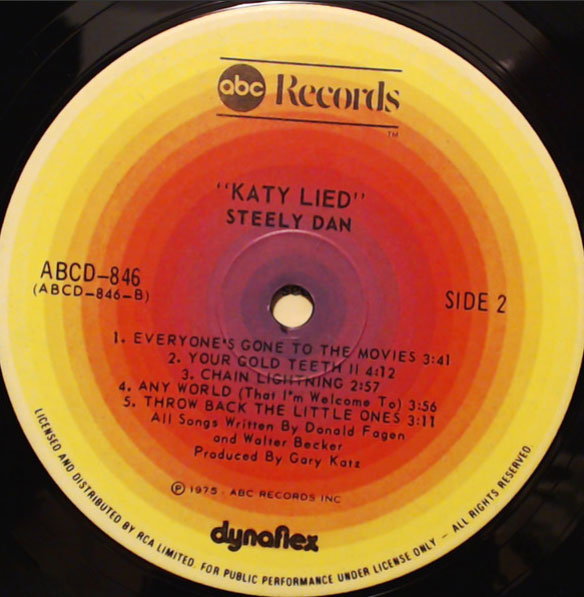 abc Records
TM
"KATY LIED"
STEELY DAN
ABCD-846
(ABCD-846-B)
SIDE 2
1. EVERYONE'S GONE TO THE MOVIES 3:41
2. YOUR GOLD TEETH II 4:12
3. CHAIN LIGHTNING 2:57
4. ANY WORLD (That I'm Welcome To) 3:56
5. THROW BACK THE LITTLE ONES 3:11
All Songs Written By Donald Fagen
and Walter Becker
Produced By Gary Katz
Ⓟ 1975 · ABC RECORDS INC
dynaflex
LICENSED AND DISTRIBUTED BY RCA LIMITED. FOR PUBLIC PERFORMANCE UNDER LICENSE ONLY – ALL RIGHTS RESERVED.